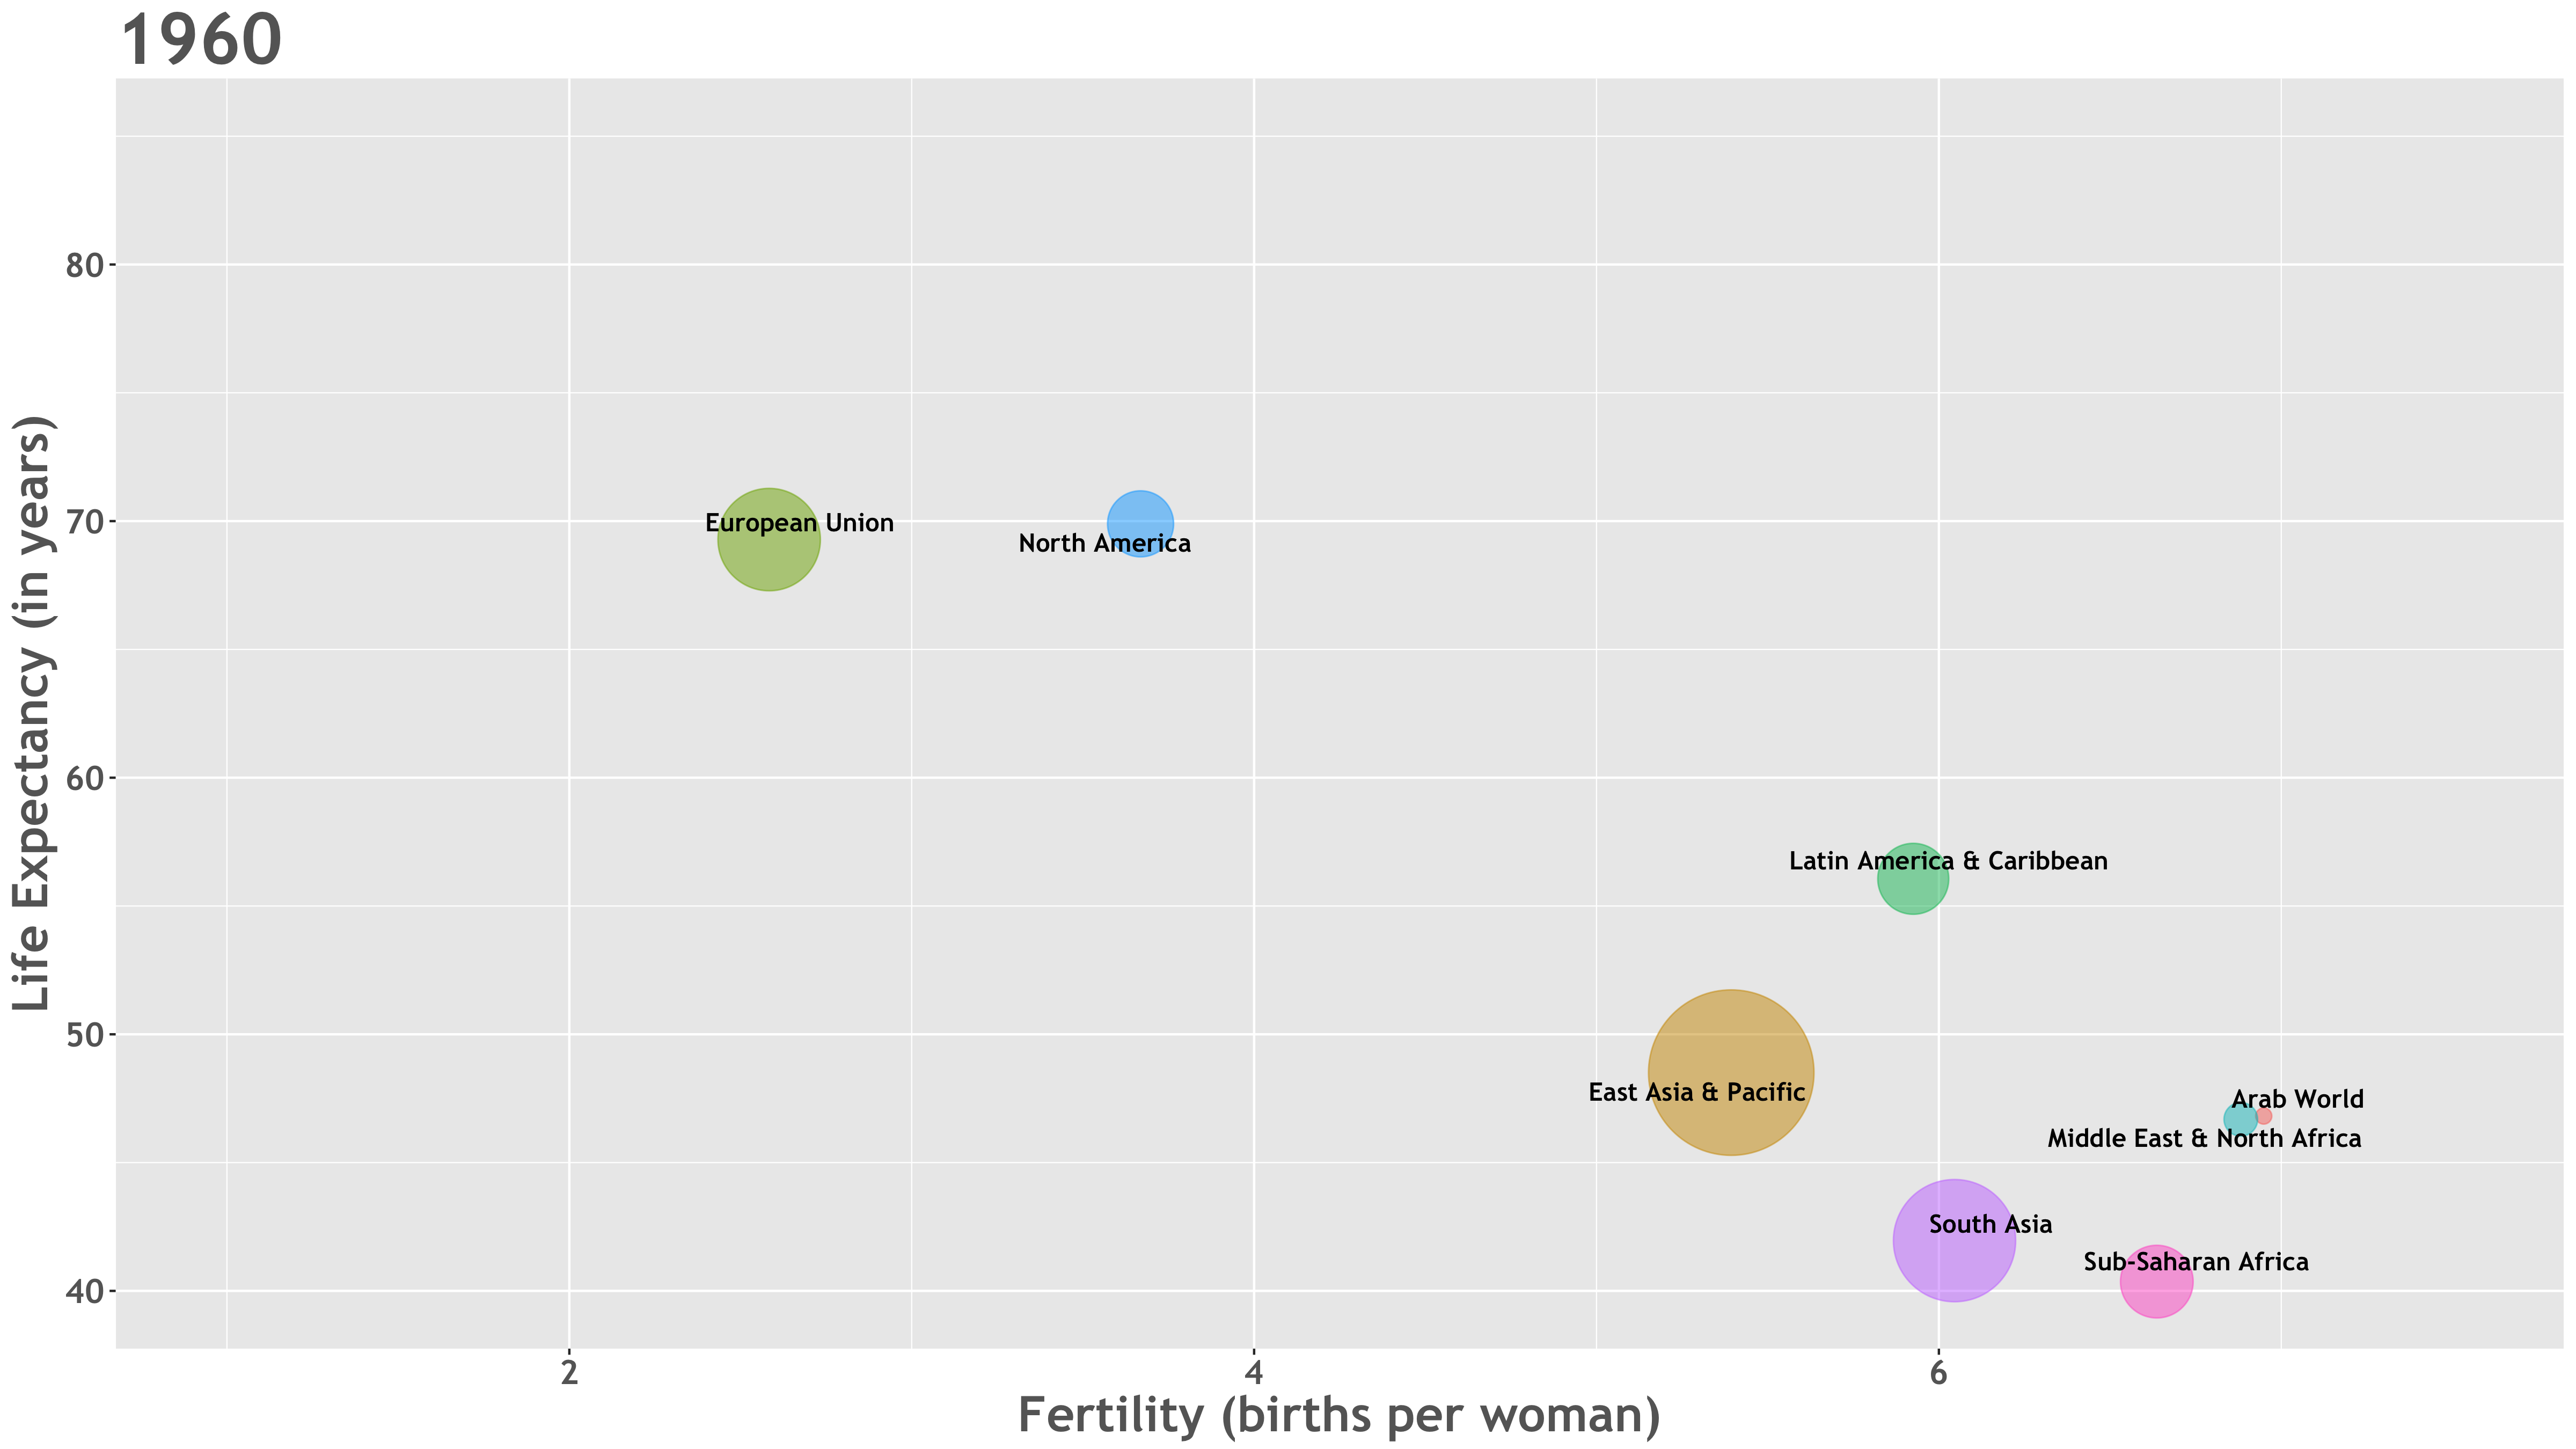 1960
Life Expectancy (in years)
80
70
60
50
40
European Union
North America
Latin America & Caribbean
East Asia & Pacific
Arab World
Middle East & North Africa
South Asia
Sub-Saharan Africa
2
4
6
Fertility (births per woman)